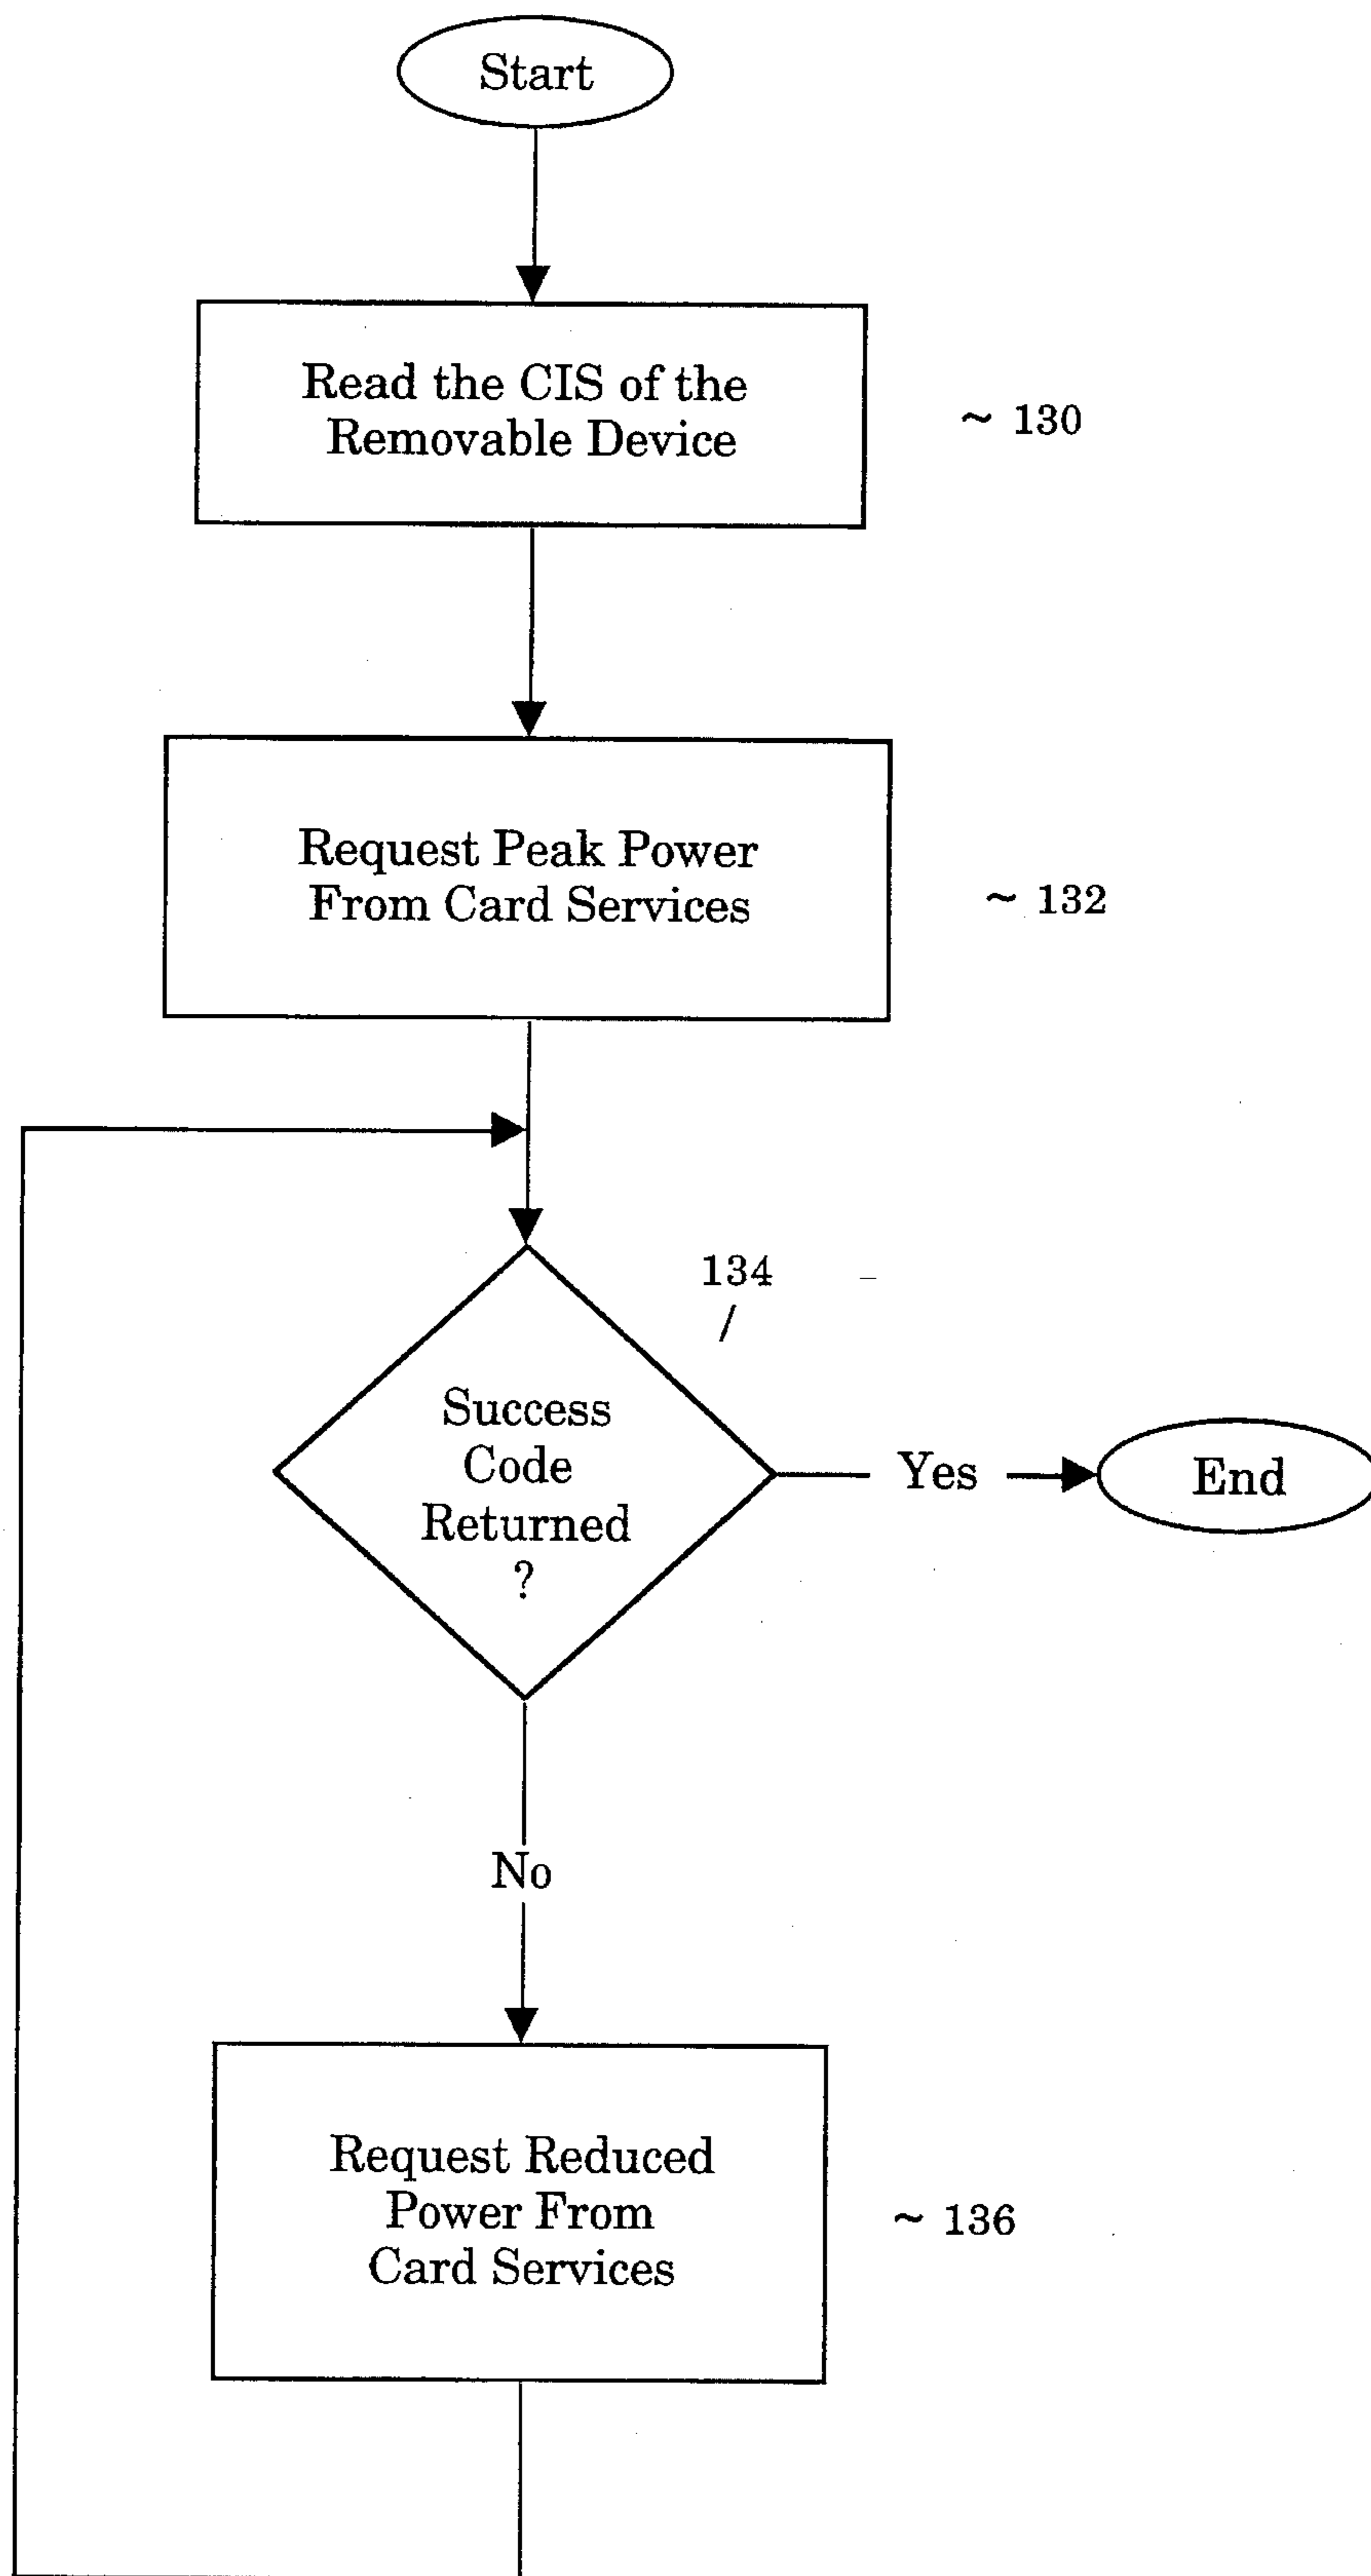 Start
Read the CIS of the
Removable Device
~ 130
Request Peak Power
From Card Services
~ 132
134
/
Success
Code
Returned
?
Yes
End
No
Request Reduced
Power From
Card Services
~ 136